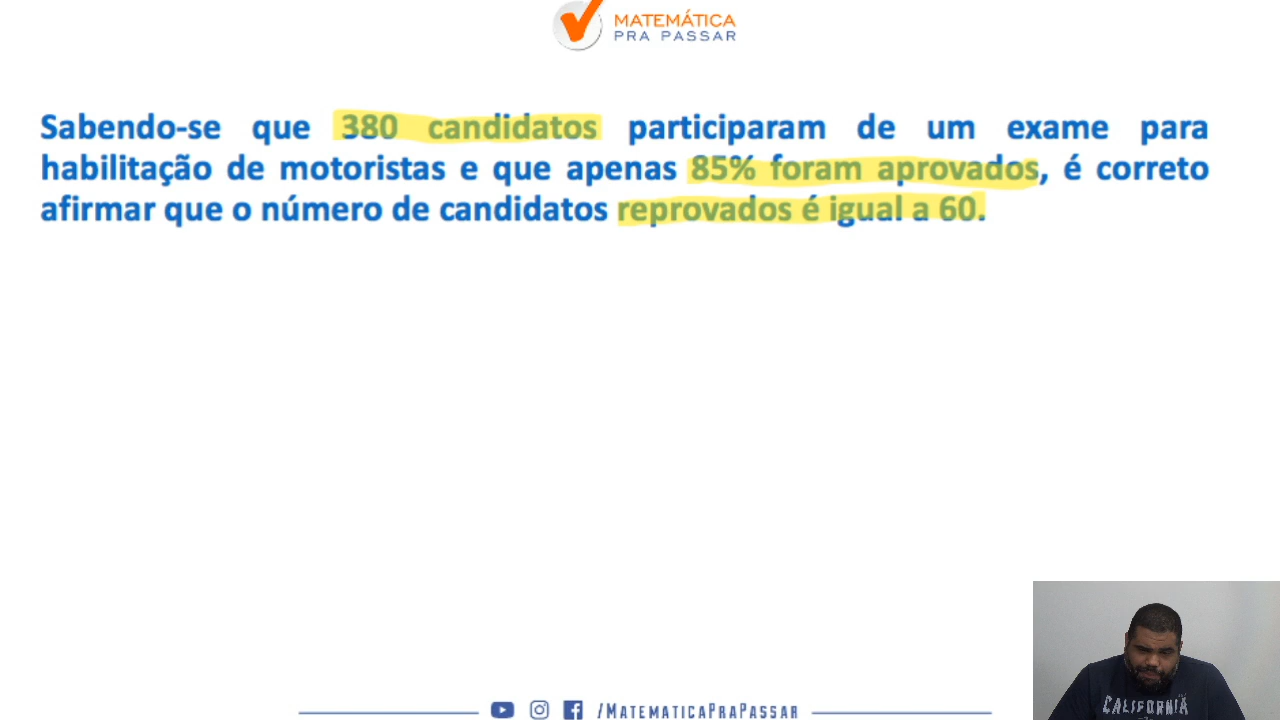 MATEMÁTICA
PRA PASSAR
Sabendo-se que 380 candidatos participaram de um exame para
habilitação de motoristas e que apenas 85% foram aprovados, é correto
afirmar que o número de candidatos reprovados é igual a 60.
CALIFORNIA
/MATEMATICAPRAPASSAR